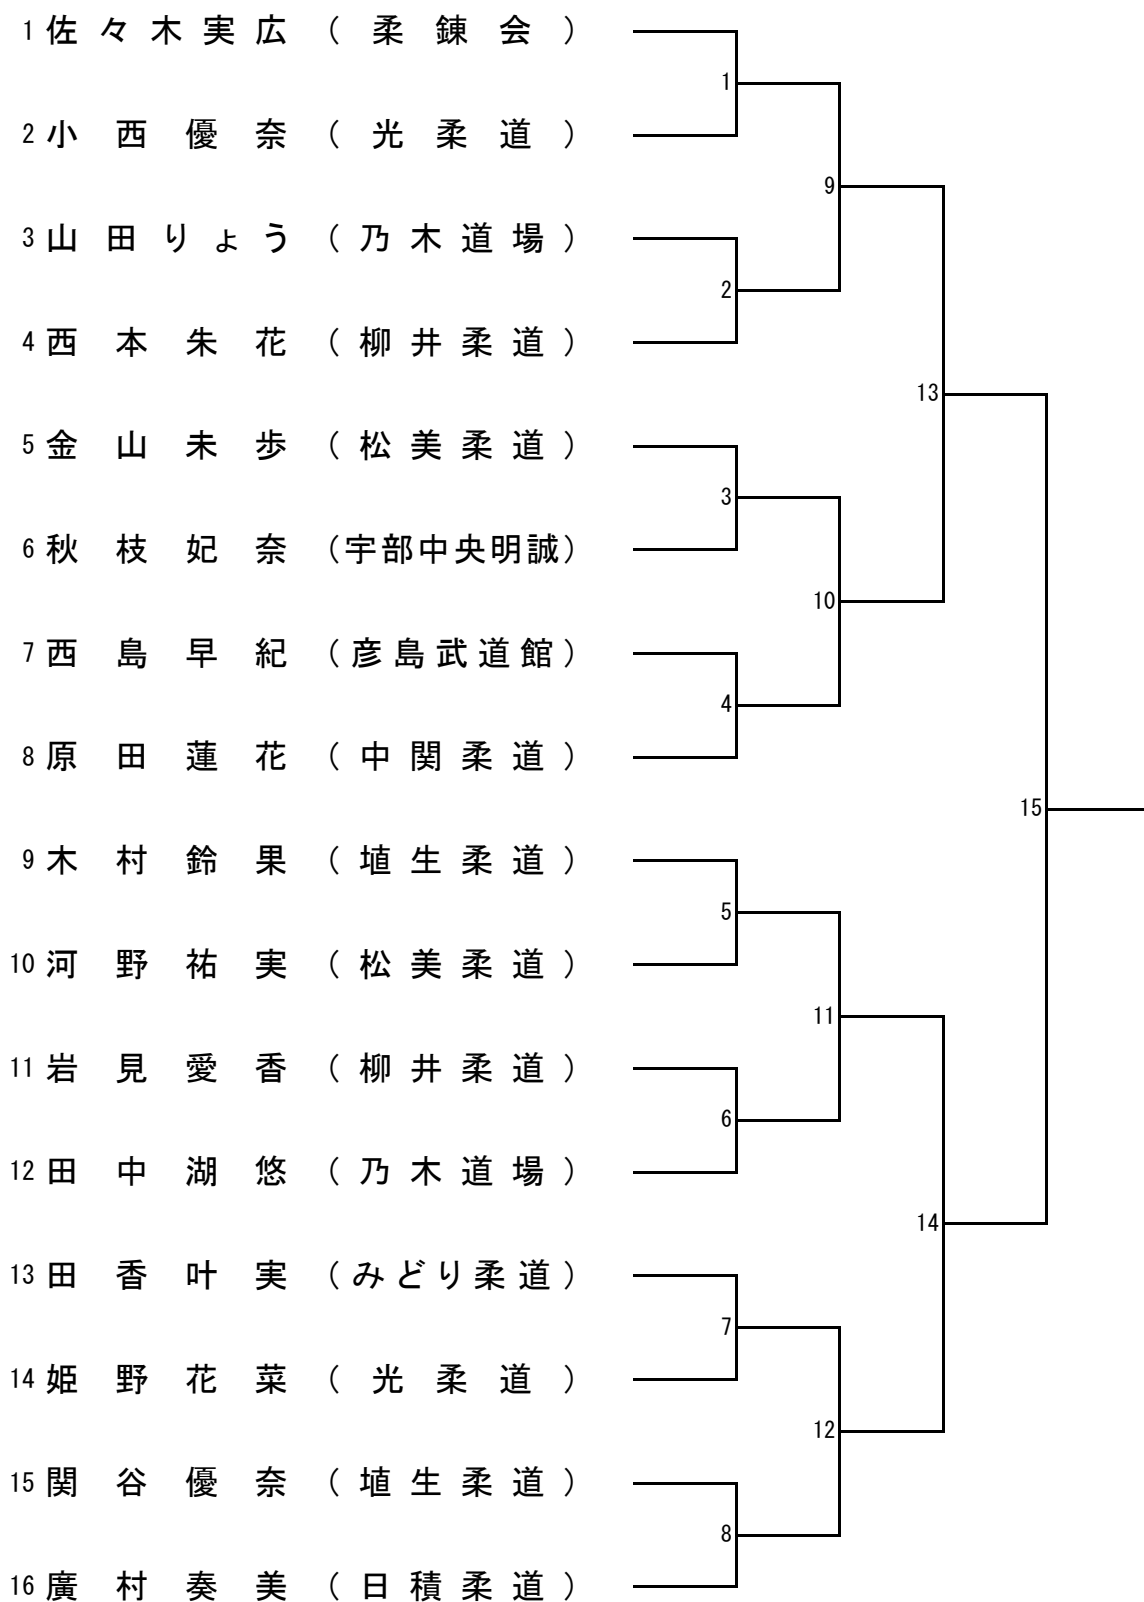 1 佐々木実広 (柔錬会)
1
2 小西優奈 (光柔道)
9
3 山田りょう (乃木道場)
2
4 西本朱花 (柳井柔道)
13
5 金山未歩 (松美柔道)
3
6 秋枝妃奈 (宇部中央明誠)
10
7 西島早紀 (彦島武道館)
4
8 原田蓮花 (中関柔道)
15
9 木村鈴果 (埴生柔道)
5
10 河野祐実 (松美柔道)
11
11 岩見愛香 (柳井柔道)
6
12 田中湖悠 (乃木道場)
14
13 田香叶実 (みどり柔道)
7
14 姫野花菜 (光柔道)
12
15 関谷優奈 (埴生柔道)
8
16 廣村奏美 (日積柔道)